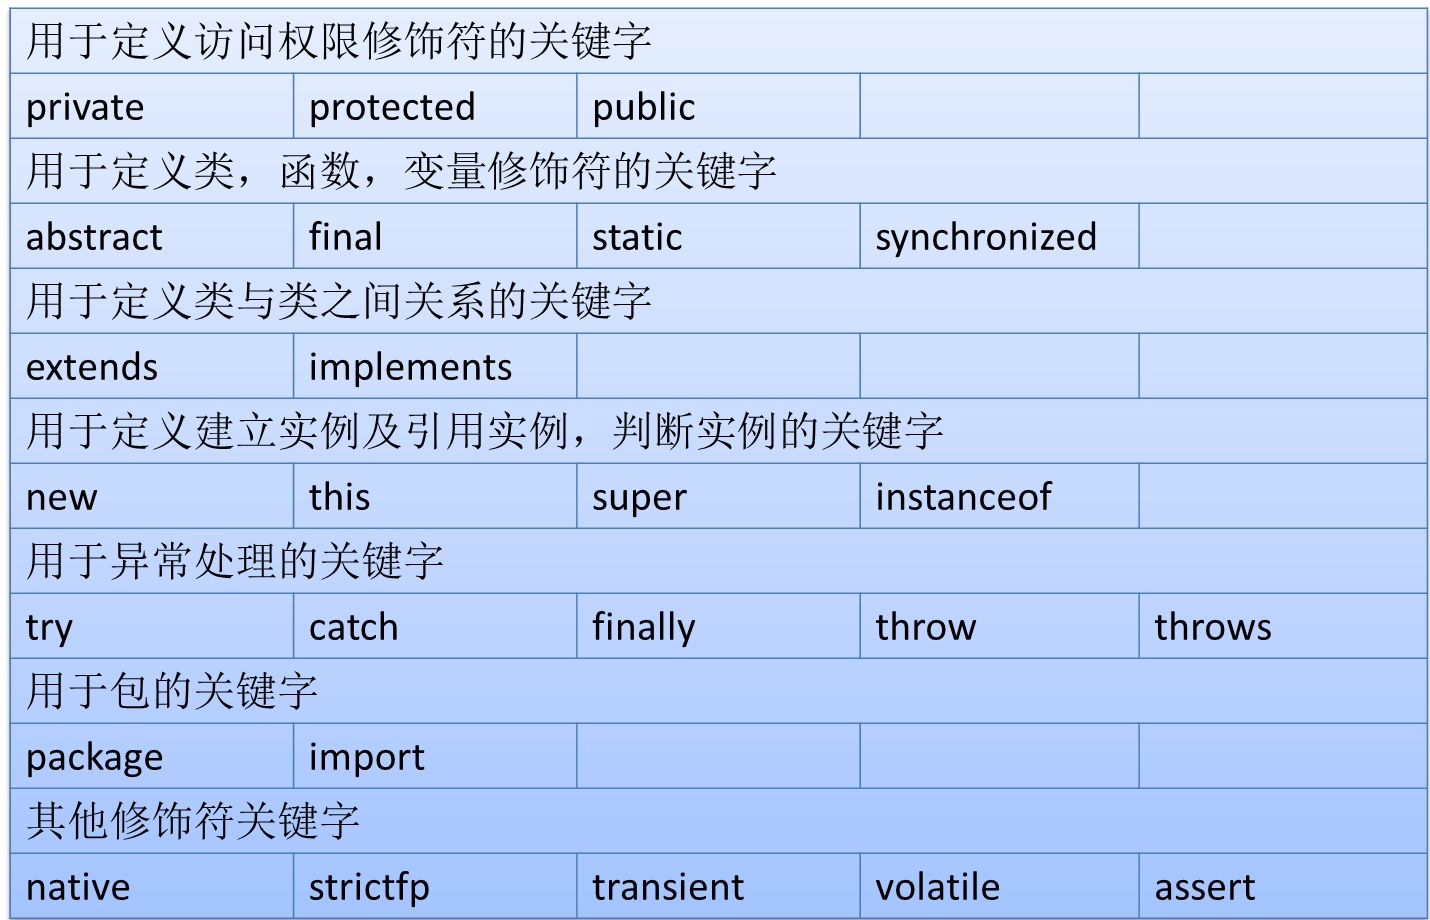 用于定义访问权限修饰符的关键字
private protected public
用于定义类，函数，变量修饰符的关键字
abstract final static synchronized
用于定义类与类之间关系的关键字
extends implements
用于定义建立实例及引用实例，判断实例的关键字
new this super instanceof
用于异常处理的关键字
try catch finally throw throws
用于包的关键字
package import
其他修饰符关键字
native strictfp transient volatile assert